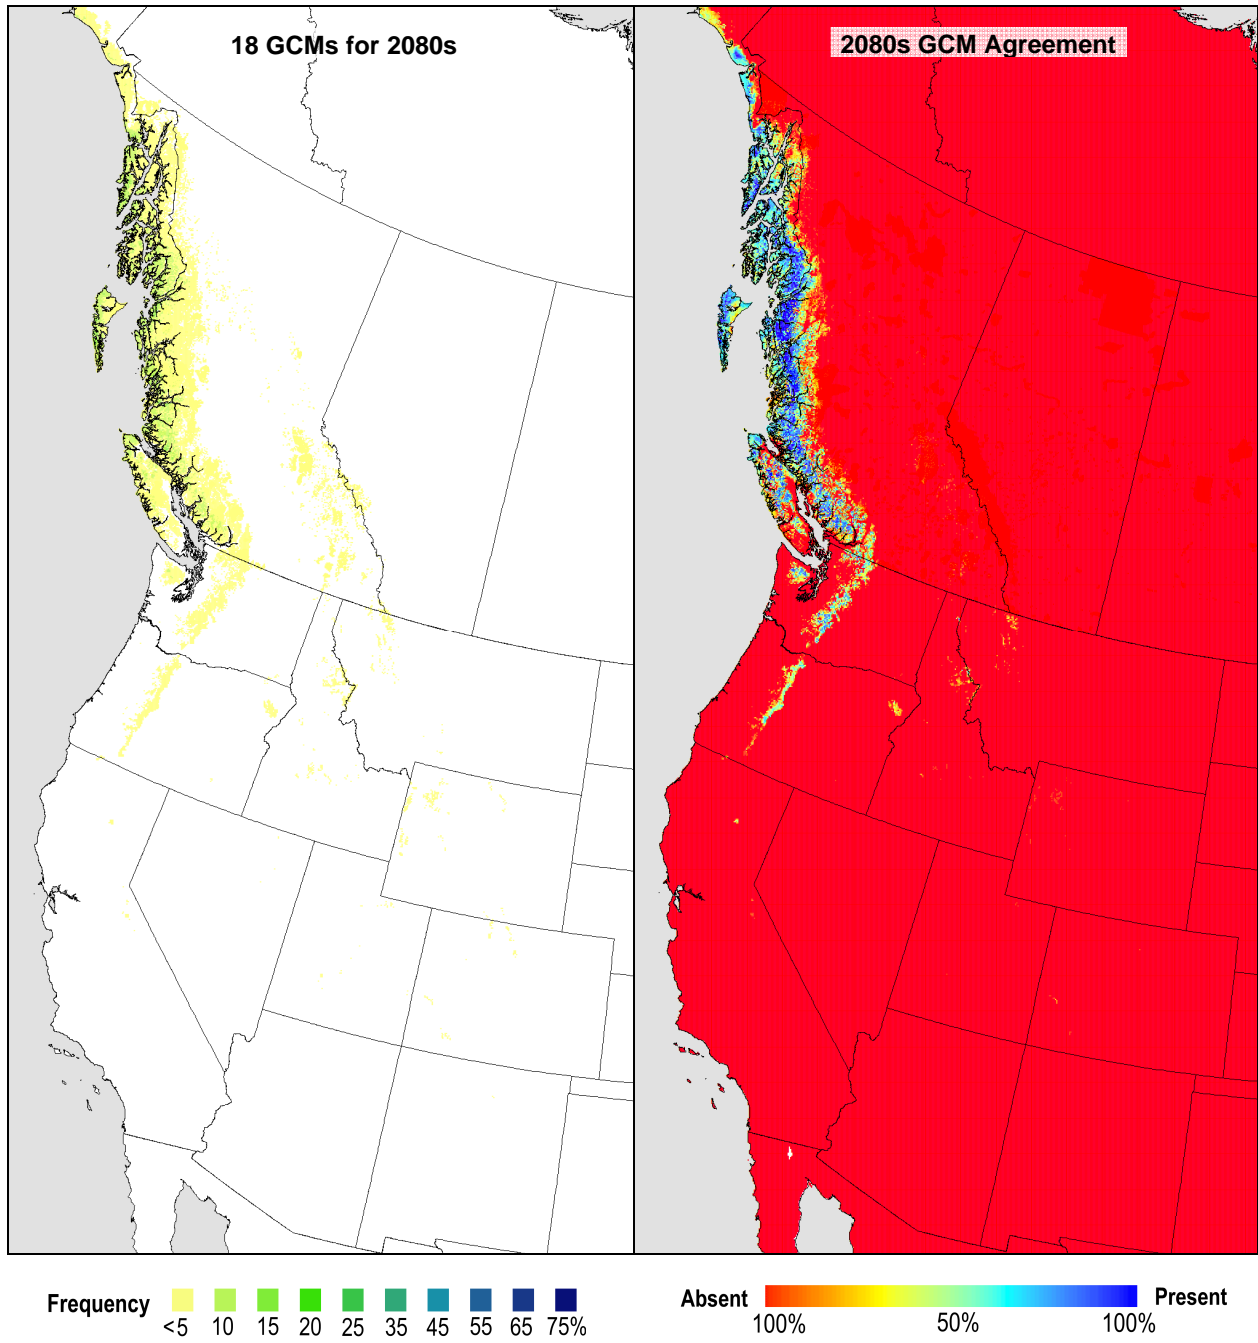 18 GCMs for 2080s
2080s GCM Agreement
Frequency
<5 10 15 20 25 35 45 55 65 75%
Absent Present
100% 50% 100%